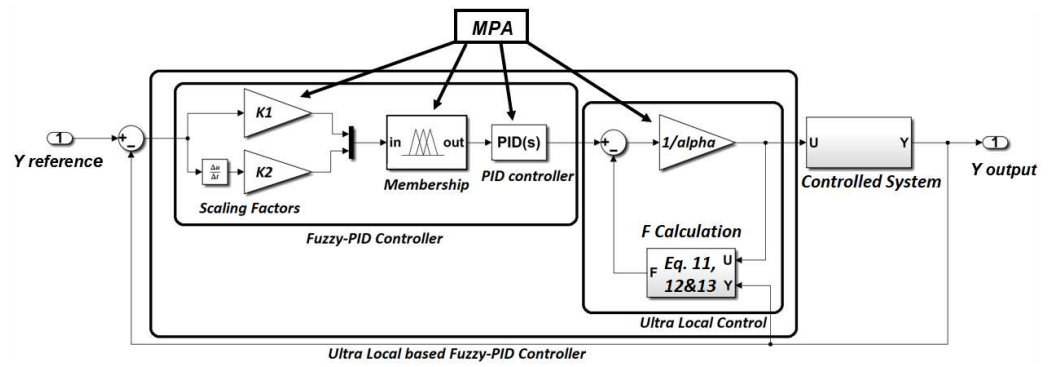 MPA
1
Y reference
+
−
K1
Δu
Δt
K2
Scaling Factors
in
out
Membership
PID(s)
PID controller
Fuzzy-PID Controller
+
−
1/alpha
F Calculation
F
Eq. 11,
12&13
U
Y
Ultra Local Control
U
Y
Controlled System
1
Y output
Ultra Local based Fuzzy-PID Controller